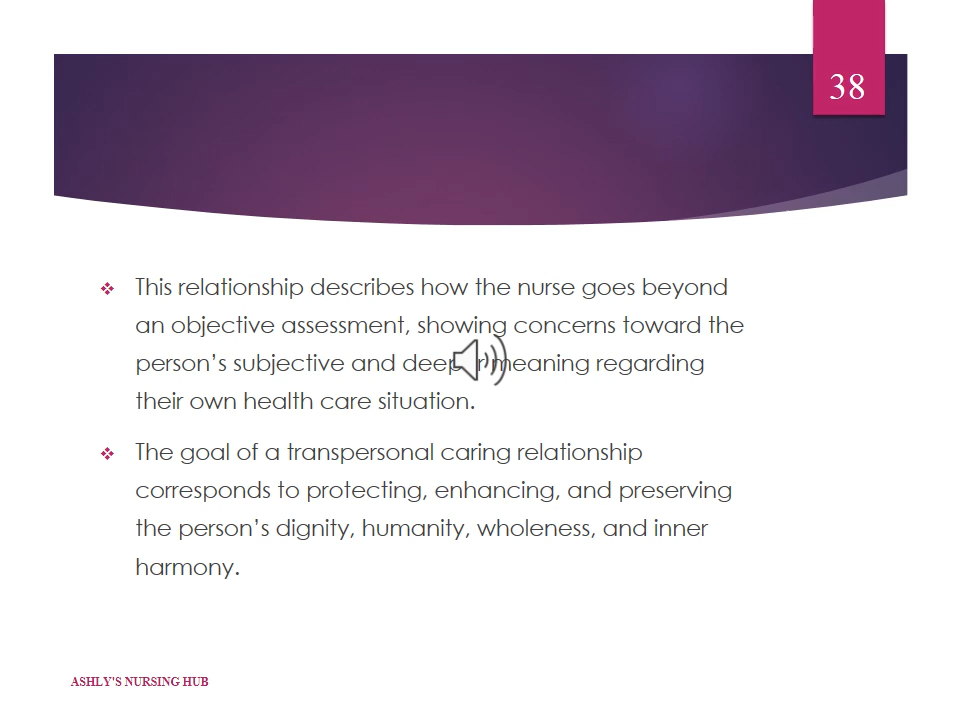 38
❖ This relationship describes how the nurse goes beyond
an objective assessment, showing concerns toward the
person's subjective and deeper meaning regarding
their own health care situation.
❖ The goal of a transpersonal caring relationship
corresponds to protecting, enhancing, and preserving
the person's dignity, humanity, wholeness, and inner
harmony.
ASHLY'S NURSING HUB